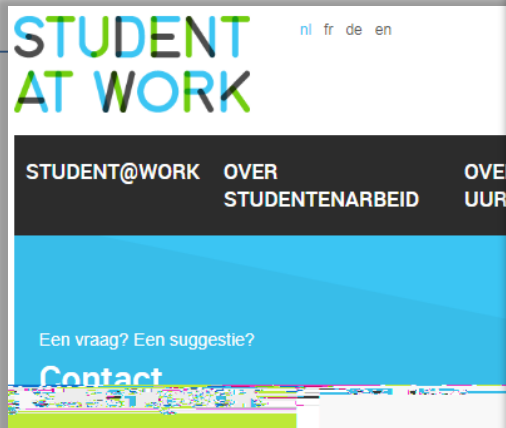 STUDENT
AT WORK
nl fr de en
STUDENT@WORK
OVER
STUDENTENARBEID
Een vraag? Een suggestie?
Contact